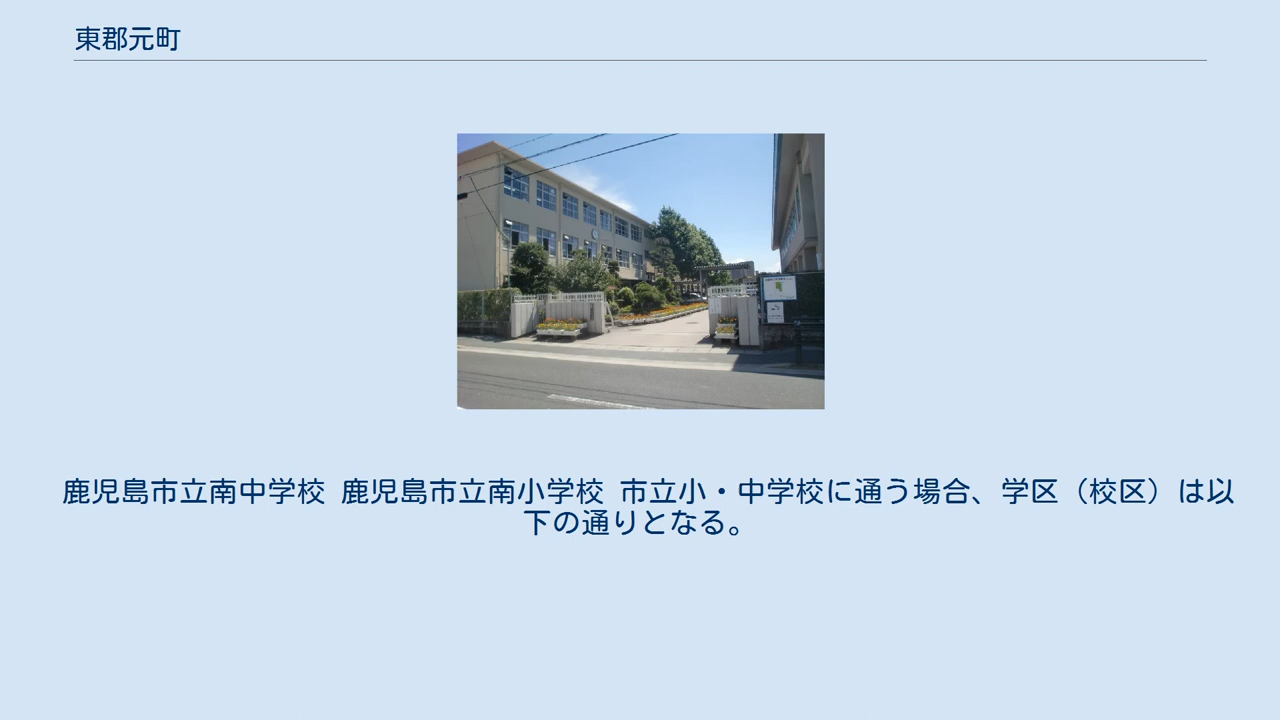 東郡元町
鹿児島市立南中学校 鹿児島市立南小学校 市立小・中学校に通う場合、学区（校区）は以
下の通りとなる。